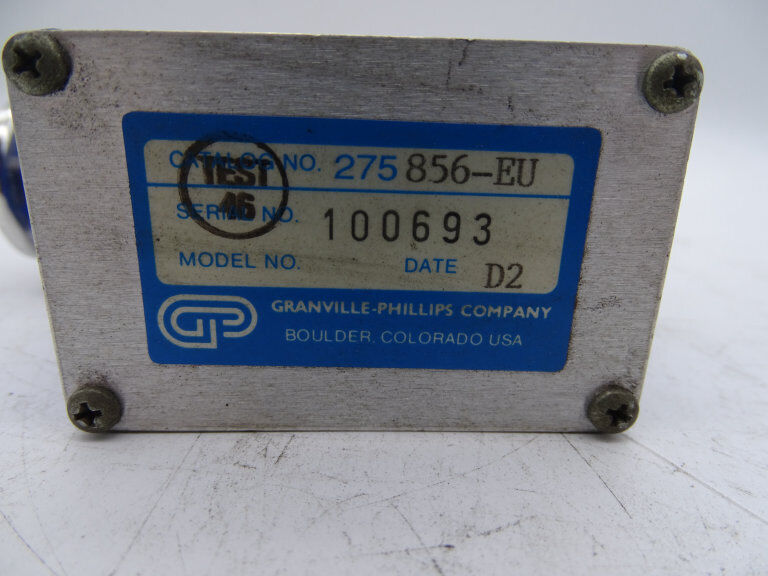 CATALOG NO. 275 856-EU
TEST
46
SERIAL NO. 100693
MODEL NO. DATE D2
GP GRANVILLE-PHILLIPS COMPANY
BOULDER, COLORADO USA